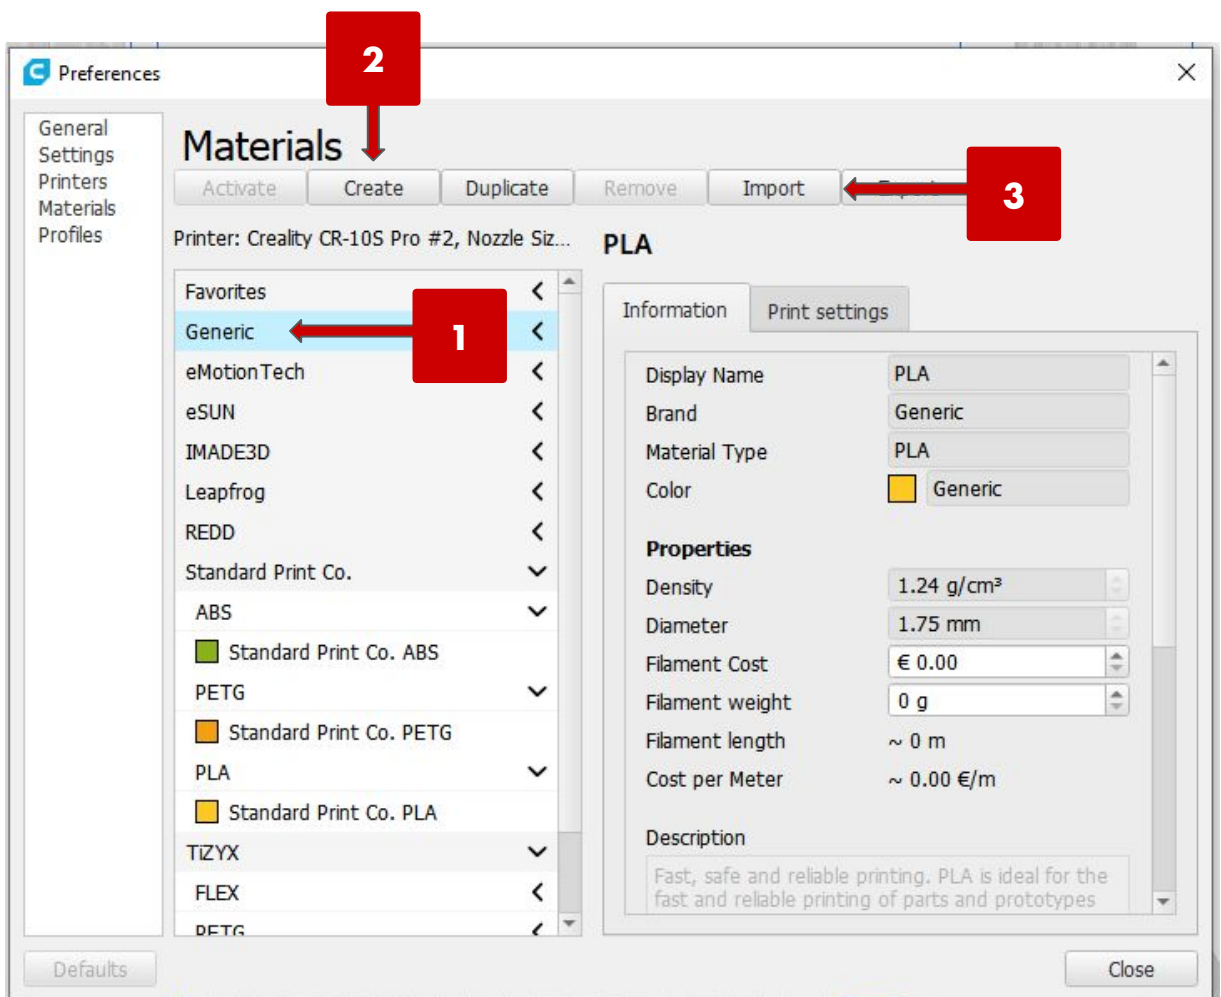 2
Preferences
General
Settings
Printers
Materials
Profiles
Materials
Activate
Create
Duplicate
Remove
Import
3
Printer: Creality CR-10S Pro #2, Nozzle Siz...
PLA
Favorites
Generic
1
eMotionTech
eSUN
IMADE3D
Leapfrog
REDD
Standard Print Co.
ABS
Standard Print Co. ABS
PETG
Standard Print Co. PETG
PLA
Standard Print Co. PLA
TiZYX
FLEX
PETG
Information
Print settings
Display Name PLA
Brand Generic
Material Type PLA
Color Generic
Properties
Density 1.24 g/cm³
Diameter 1.75 mm
Filament Cost € 0.00
Filament weight 0 g
Filament length ~ 0 m
Cost per Meter ~ 0.00 €/m
Description
Fast, safe and reliable printing. PLA is ideal for the
fast and reliable printing of parts and prototypes
Defaults
Close